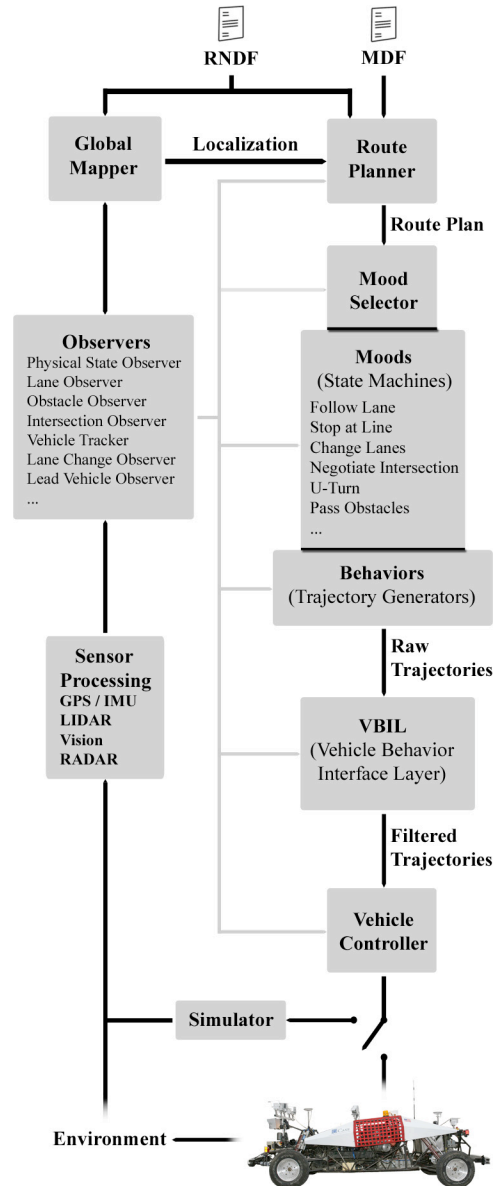 RNDF
MDF
Global
Mapper
Localization
Route
Planner
Route Plan
Mood
Selector
Observers
Physical State Observer
Lane Observer
Obstacle Observer
Intersection Observer
Vehicle Tracker
Lane Change Observer
Lead Vehicle Observer
...
Moods
(State Machines)
Follow Lane
Stop at Line
Change Lanes
Negotiate Intersection
U-Turn
Pass Obstacles
...
Behaviors
(Trajectory Generators)
Sensor
Processing
GPS / IMU
LIDAR
Vision
RADAR
Raw
Trajectories
VBIL
(Vehicle Behavior
Interface Layer)
Filtered
Trajectories
Vehicle
Controller
Simulator
Environment